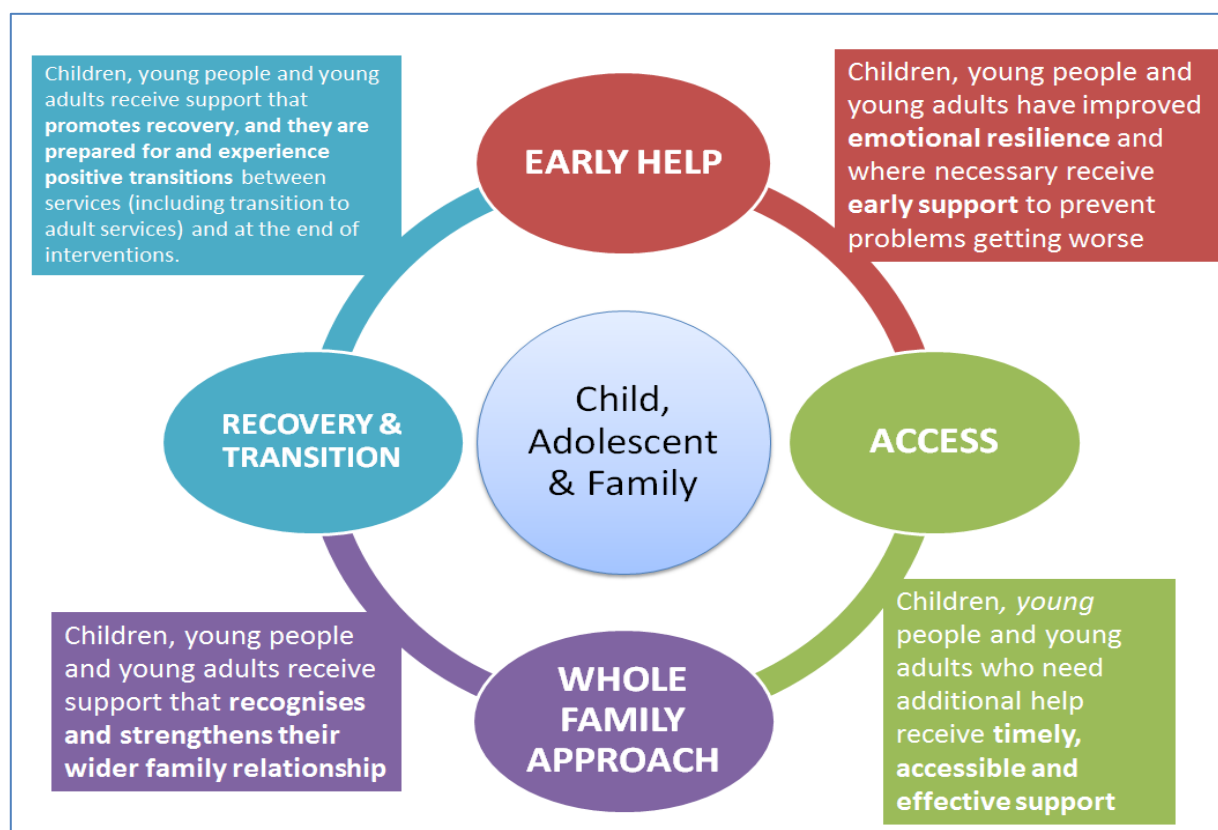 Children, young people and young
adults receive support that
promotes recovery, and they are
prepared for and experience
positive transitions between
services (including transition to
adult services) and at the end of
interventions.
EARLY HELP
Children, young people and
young adults have improved
emotional resilience and
where necessary receive
early support to prevent
problems getting worse
RECOVERY &
TRANSITION
Child,
Adolescent
& Family
ACCESS
Children, young people
and young adults receive
support that recognises
and strengthens their
wider family relationship
WHOLE
FAMILY
APPROACH
Children, young
people and young
adults who need
additional help
receive timely,
accessible and
effective support